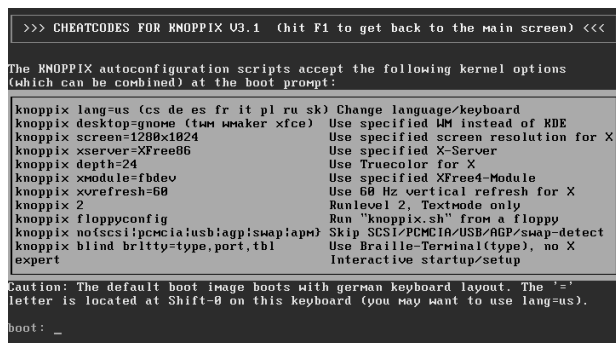 >>> CHEATCODES FOR KNOPPIX V3.1 (hit F1 to get back to the main screen) <<<
The KNOPPIX autoconfiguration scripts accept the following kernel options
(which can be combined) at the boot prompt:
knoppix lang=us (cs de es fr it pl ru sk) Change language/keyboard
knoppix desktop=gnome (twm wmaker xfce) Use specified WM instead of KDE
knoppix screen=1280x1024 Use specified screen resolution for X
knoppix xserver=XFree86 Use specified X-Server
knoppix depth=24 Use Truecolor for X
knoppix xmodule=fbdev Use specified XFree4-Module
knoppix xvrefresh=60 Use 60 Hz vertical refresh for X
knoppix 2 Runlevel 2, Textmode only
knoppix floppyconfig Run "knoppix.sh" from a floppy
knoppix no{scsi¦pcmcia¦usb¦agp¦swap¦apm} Skip SCSI/PCMCIA/USB/AGP/swap-detect
knoppix blind brltty=type,port,tbl Use Braille-Terminal(type), no X
expert Interactive startup/setup
Caution: The default boot image boots with german keyboard layout. The '='
letter is located at Shift-0 on this keyboard (you may want to use lang=us).
boot: _